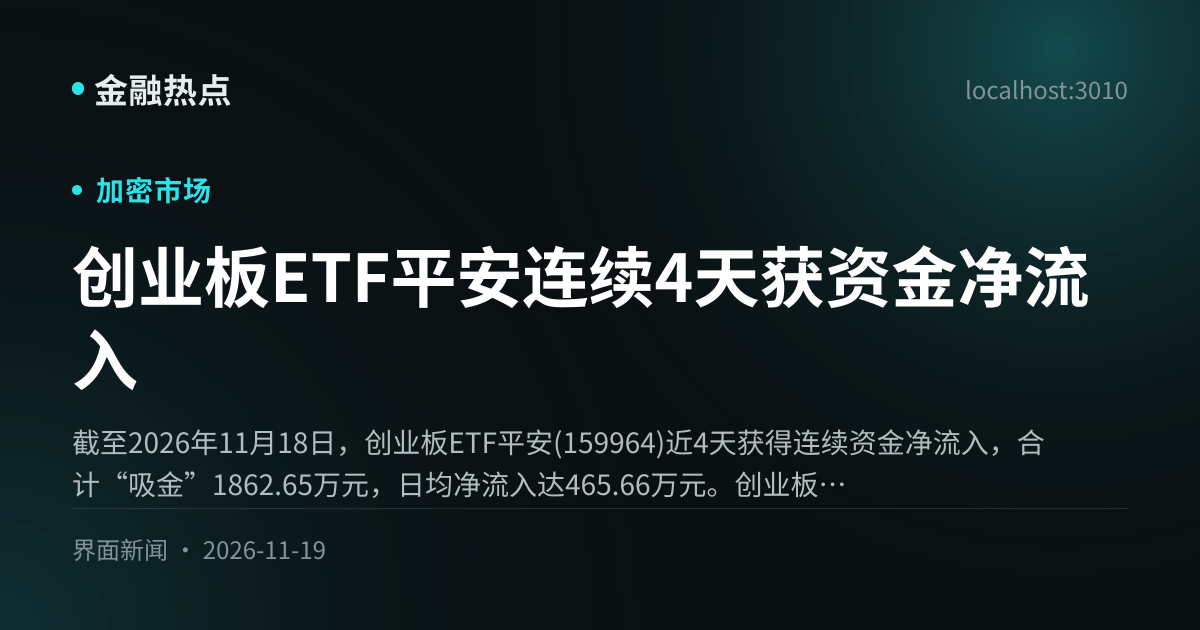 金融热点
localhost:3010
加密市场
创业板ETF平安连续4天获资金净流
入
截至2026年11月18日，创业板ETF平安(159964)近4天获得连续资金净流入，合
计“吸金”1862.65万元，日均净流入达465.66万元。创业板…
界面新闻 • 2026-11-19